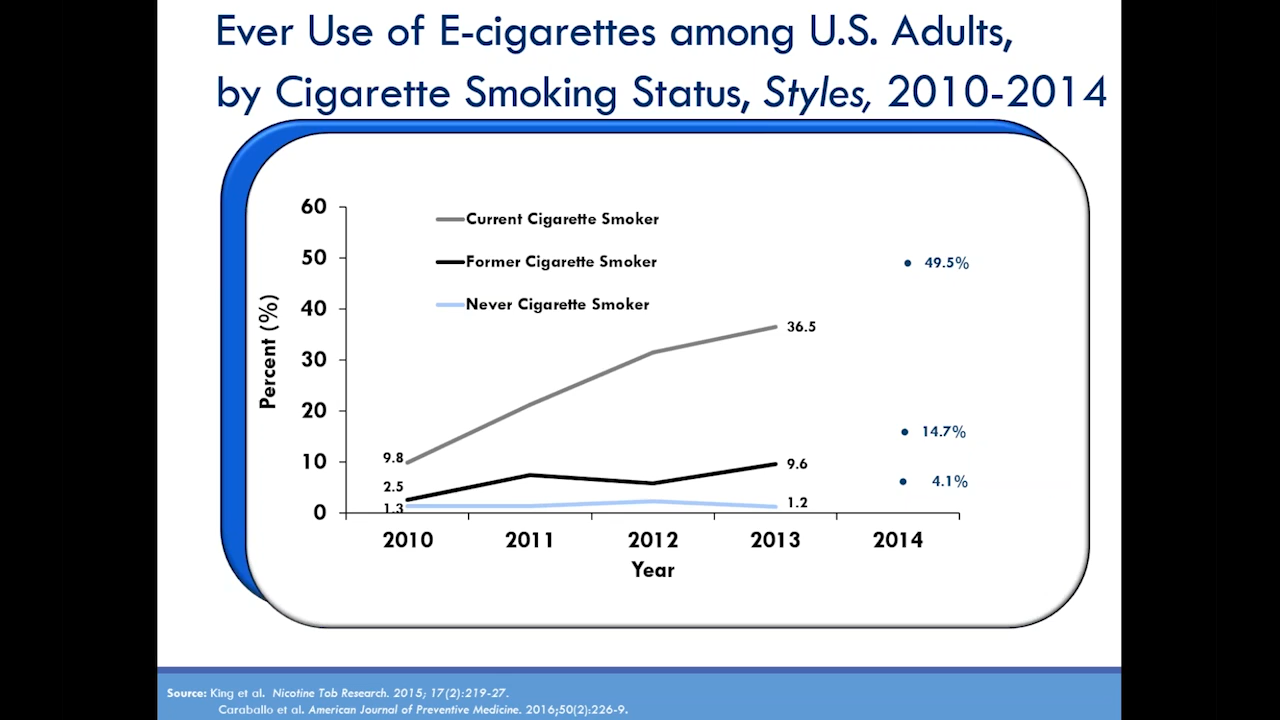 Ever Use of E-cigarettes among U.S. Adults,
by Cigarette Smoking Status, Styles, 2010-2014
60
50
40
30
20
10
0
Percent (%)
Current Cigarette Smoker
Former Cigarette Smoker
Never Cigarette Smoker
49.5%
36.5
14.7%
9.8
9.6
2.5
4.1%
1.3
1.2
2010 2011 2012 2013 2014
Year
Source: King et al. Nicotine Tob Research. 2015; 17(2):219-27.
Caraballo et al. American Journal of Preventive Medicine. 2016;50(2):226-9.